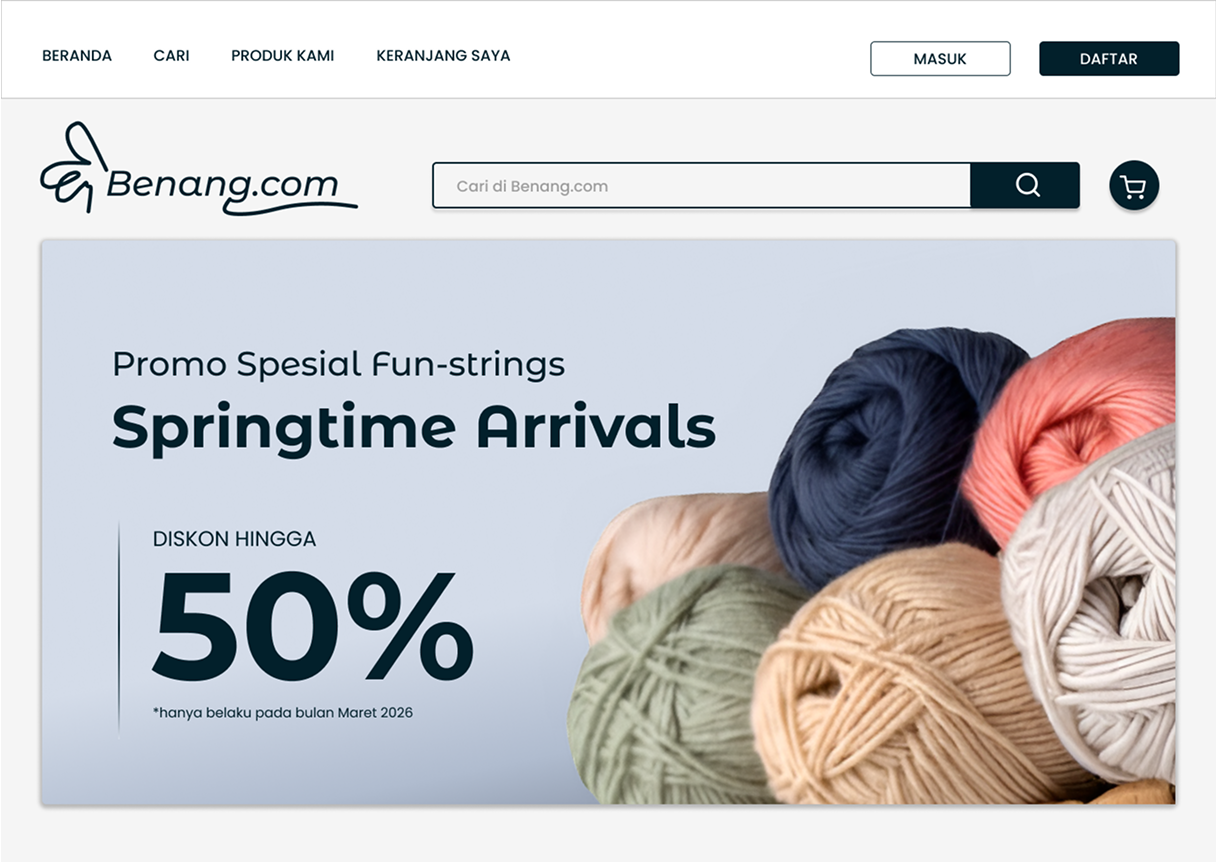 BERANDA CARI PRODUK KAMI KERANJANG SAYA MASUK DAFTAR
Benang.com Cari di Benang.com
Promo Spesial Fun-strings
Springtime Arrivals
DISKON HINGGA
50%
*hanya belaku pada bulan Maret 2026